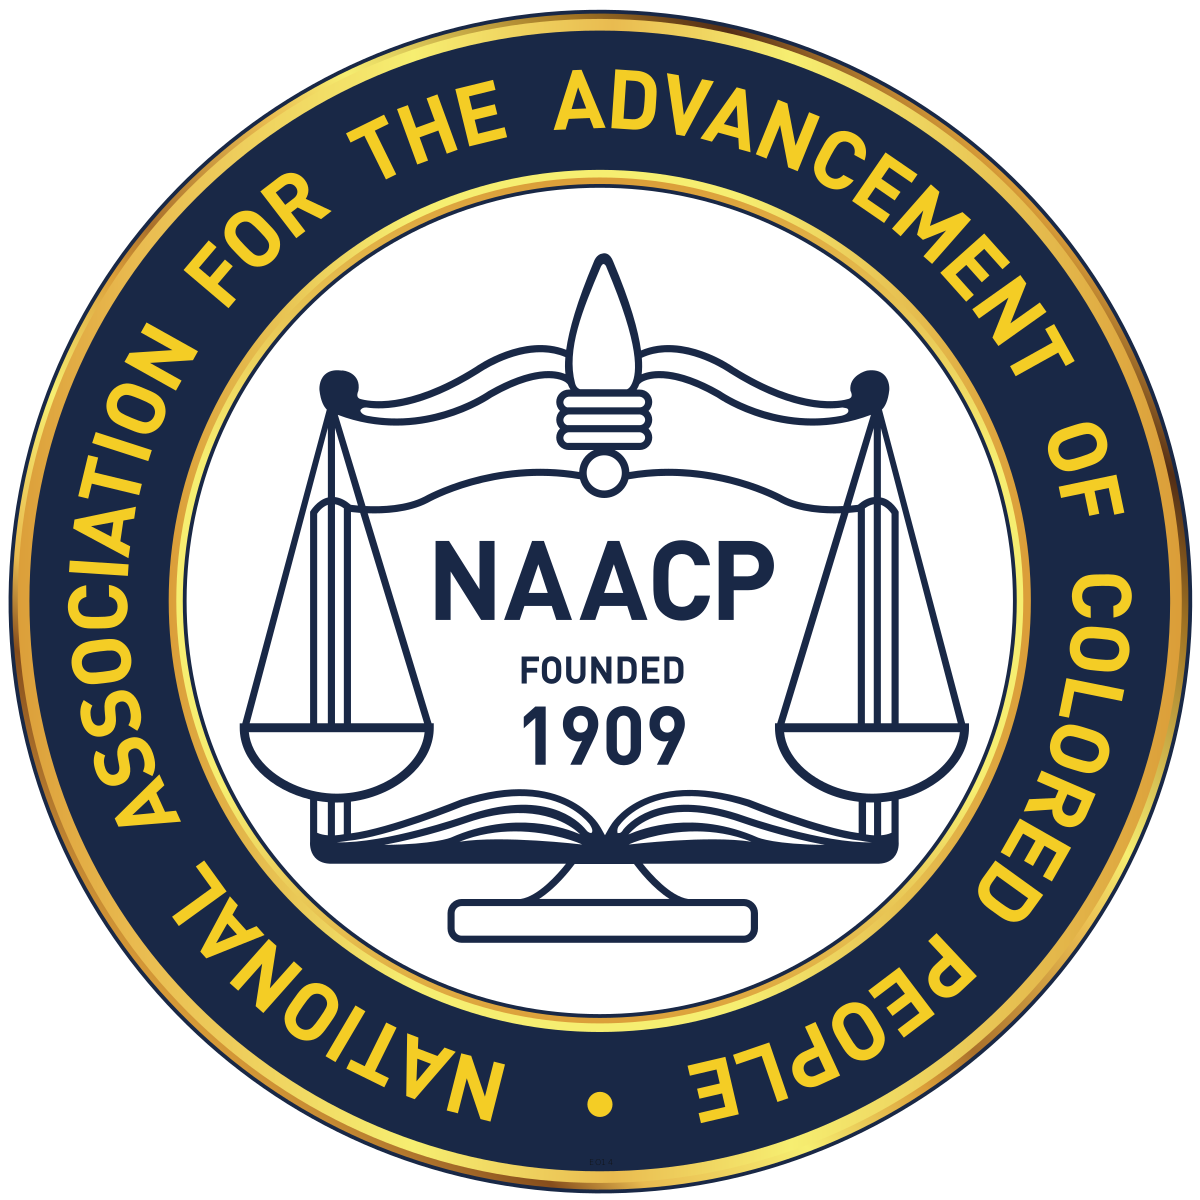 NATIONAL ASSOCIATION FOR THE ADVANCEMENT OF COLORED PEOPLE •
NAACP
FOUNDED
1909